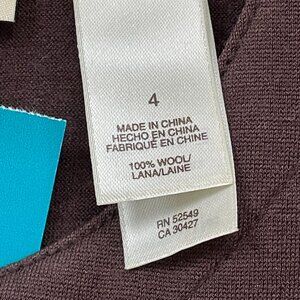 4
MADE IN CHINA
HECHO EN CHINA
FABRIQUÉ EN CHINE
100% WOOL/
LANA/LAINE
RN 52549
CA 30427